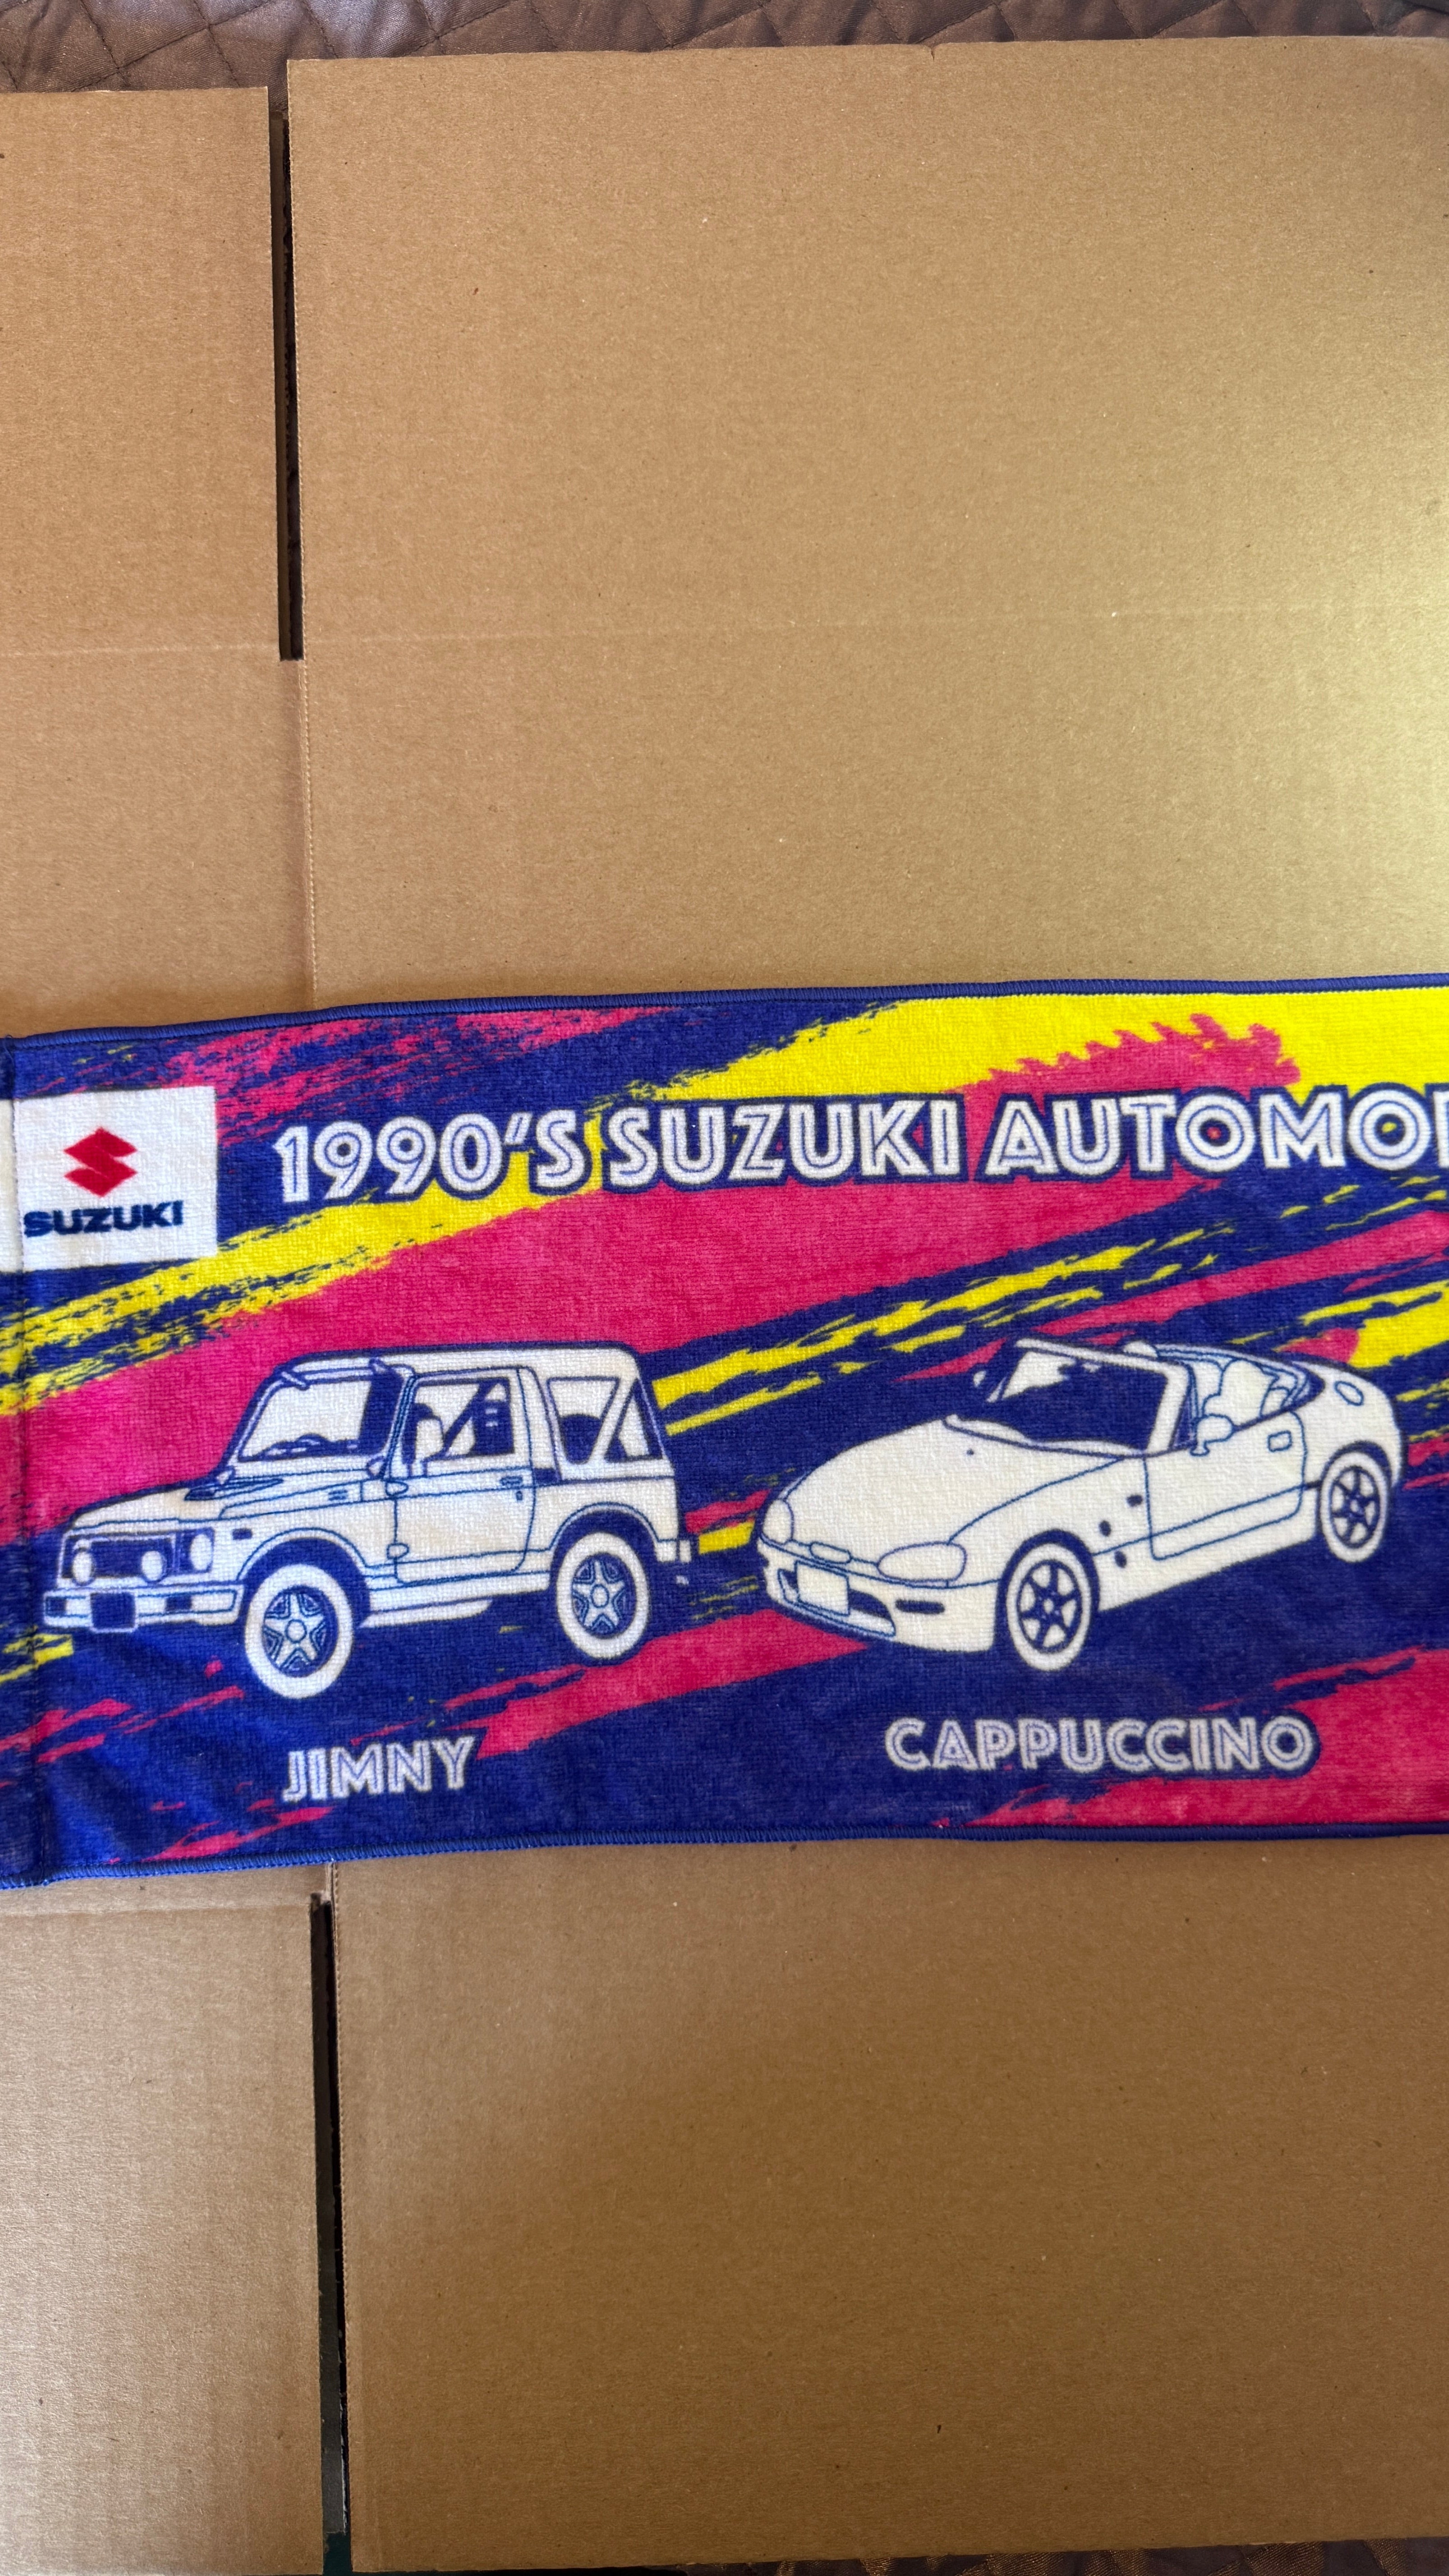 SUZUKI
1990'S SUZUKI AUTOMO
JIMNY
CAPPUCCINO